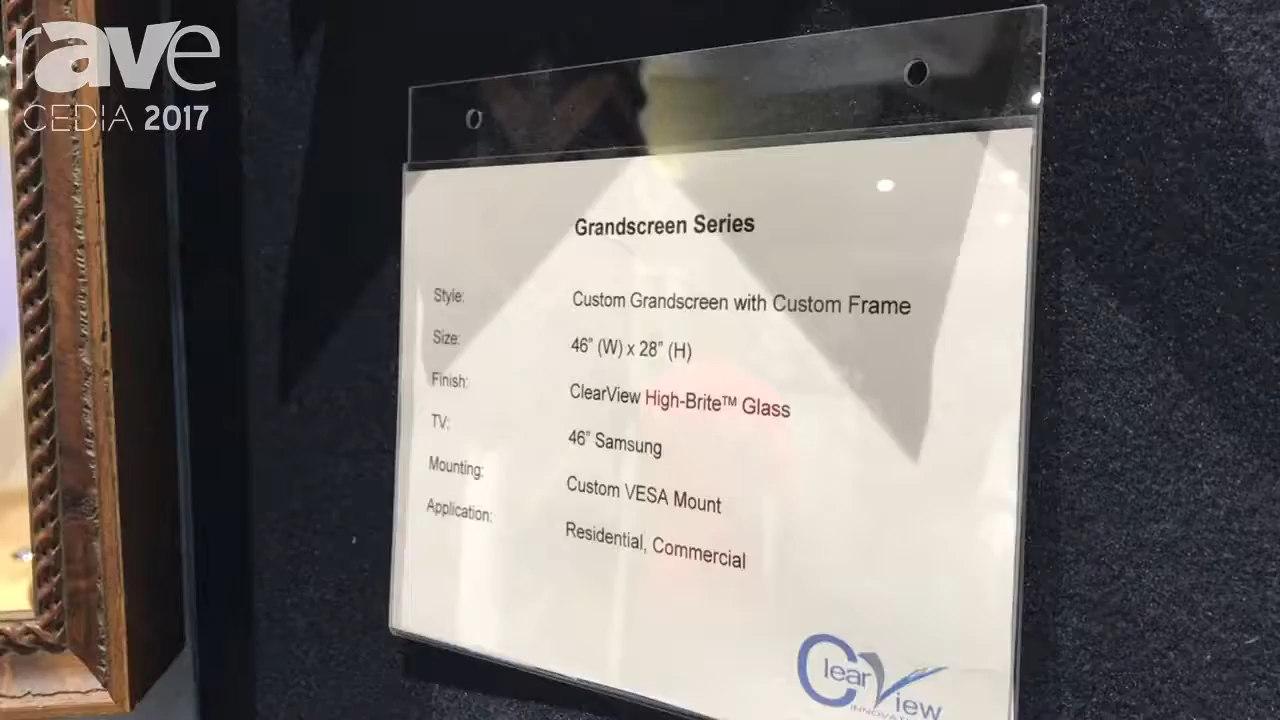 rave
CEDIA 2017
Grandscreen Series
Style: Custom Grandscreen with Custom Frame
Size: 46" (W) x 28" (H)
Finish: ClearView High-Brite™ Glass
TV: 46" Samsung
Mounting: Custom VESA Mount
Application: Residential, Commercial
ClearView